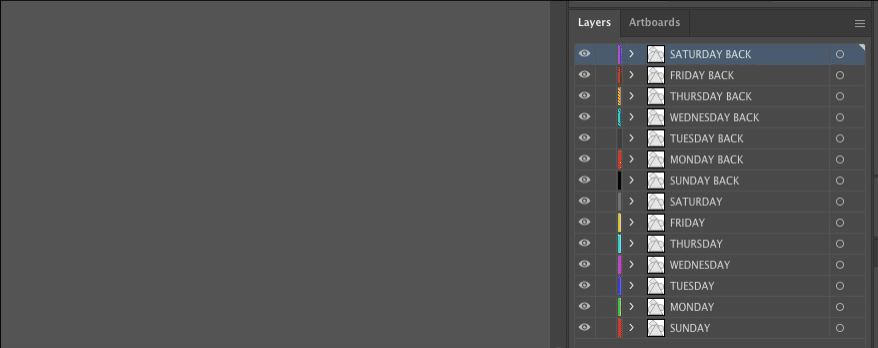 Layers Artboards
SATURDAY BACK
FRIDAY BACK
THURSDAY BACK
WEDNESDAY BACK
TUESDAY BACK
MONDAY BACK
SUNDAY BACK
SATURDAY
FRIDAY
THURSDAY
WEDNESDAY
TUESDAY
MONDAY
SUNDAY